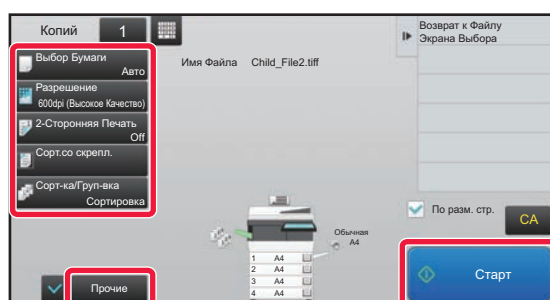 Копий 1
Выбор Бумаги
Авто
Разрешение
600dpi (Высокое Качество)
2-Сторонняя Печать
Off
Сорт.со скрепл.
Сорт-ка/Груп-вка
Сортировка
Прочие
Имя Файла Child_File2.tiff
Обычная
A4
1 A4
2 A4
3 A4
4 A4
Возврат к Файлу
Экрана Выбора
По разм. стр.
CA
Старт